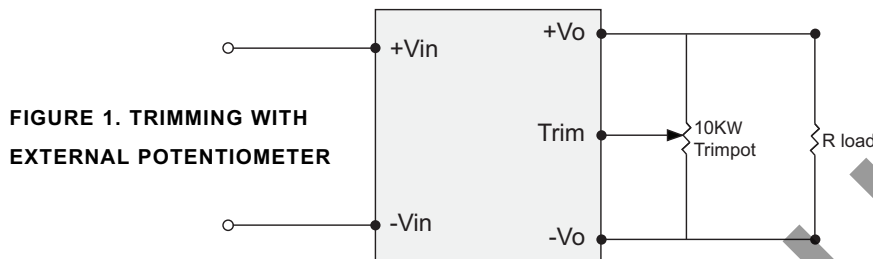 +Vin
+Vo
FIGURE 1. TRIMMING WITH
EXTERNAL POTENTIOMETER
Trim
10KW
Trimpot
R load
-Vin
-Vo